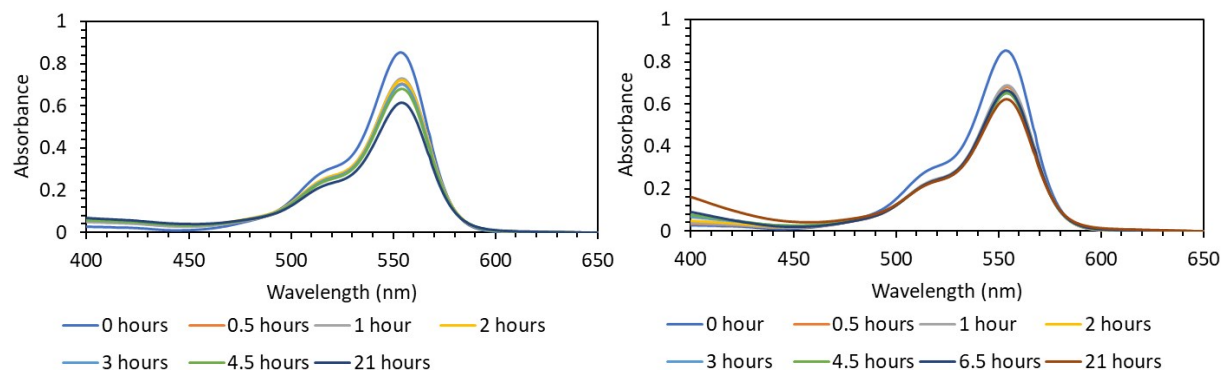 1
0.8
0.6
0.4
0.2
0
Absorbance
400 450 500 550 600 650
Wavelength (nm)
0 hours 0.5 hours 1 hour 2 hours
3 hours 4.5 hours 21 hours
1
0.8
0.6
0.4
0.2
0
Absorbance
400 450 500 550 600 650
Wavelength (nm)
0 hour 0.5 hours 1 hour 2 hours
3 hours 4.5 hours 6.5 hours 21 hours